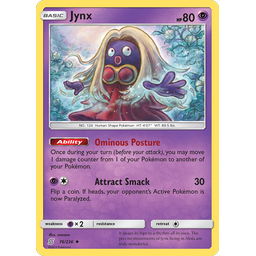 BASIC Jynx HP80
NO. 124 Human Shape Pokémon HT: 4'07" WT: 89.5 lbs.
Ability Ominous Posture
Once during your turn (before your attack), you may move
1 damage counter from 1 of your Pokémon to another of
your Pokémon.
Attract Smack 30
Flip a coin. If heads, your opponent's Active Pokémon is
now Paralyzed.
weakness ×2 resistance retreat
76/236